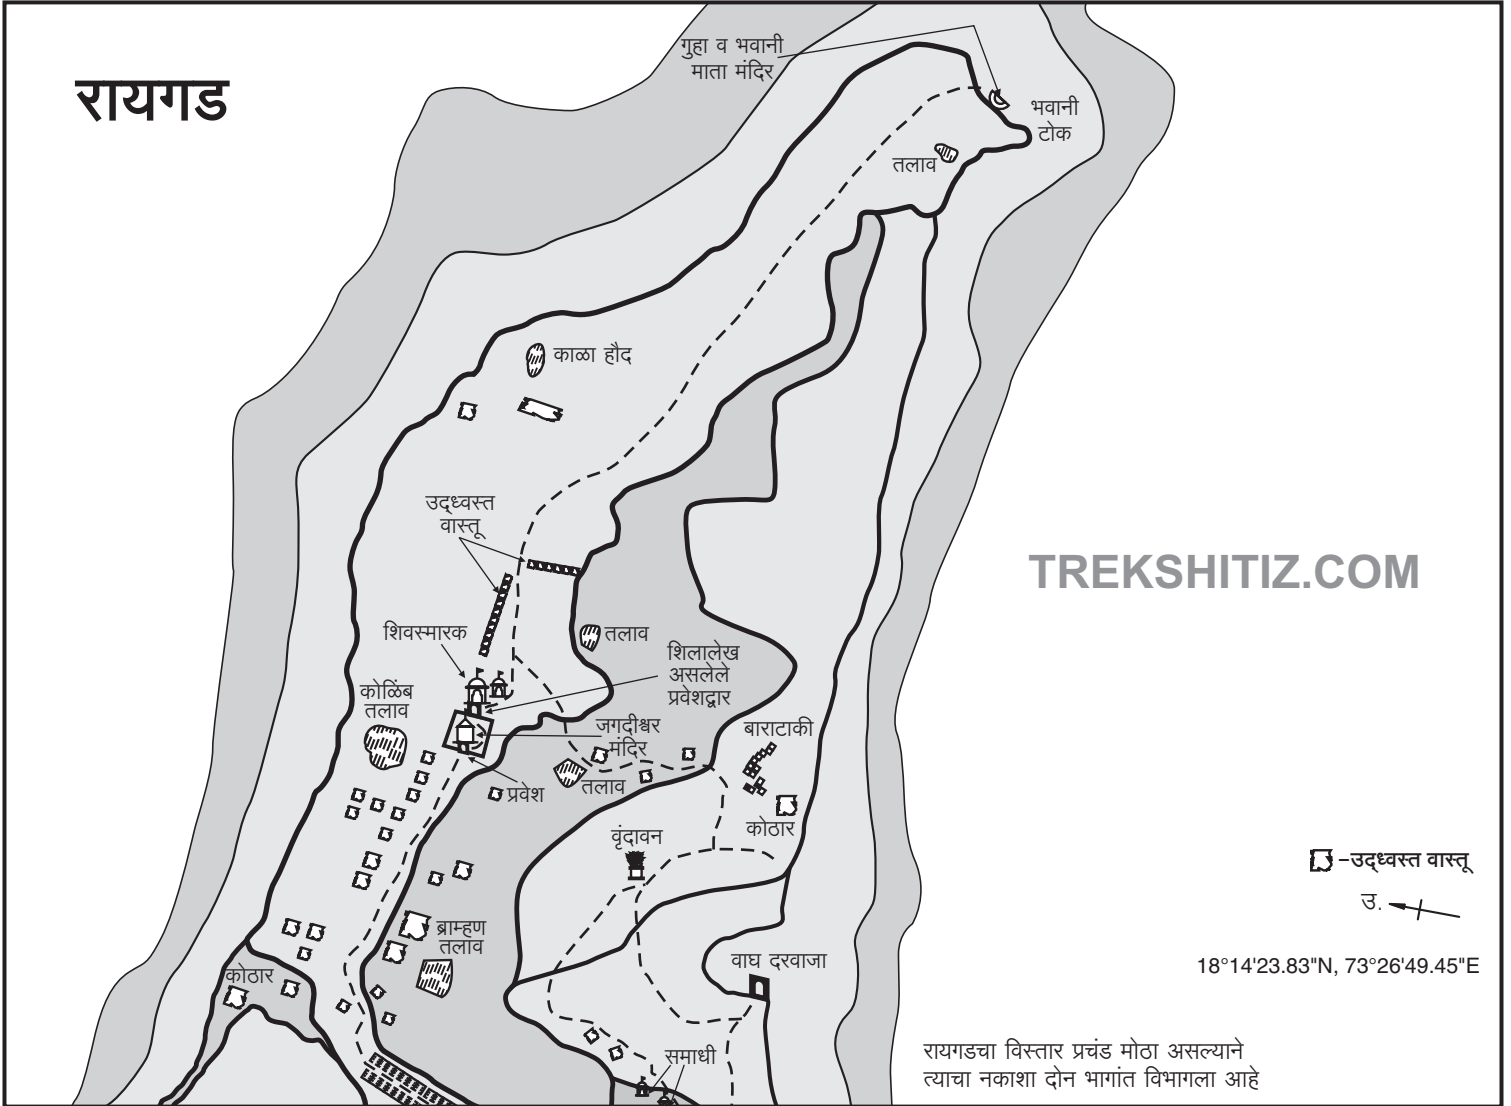 रायगड
गुहा व भवानी
माता मंदिर
भवानी
टोक
तलाव
काळा हौद
उद्ध्वस्त
वास्तू
TREKSHITIZ.COM
शिवस्मारक
तलाव
शिलालेख
असलेले
प्रवेशद्वार
कोळिंब
तलाव
जगदीश्वर
मंदिर
बाराटाकी
प्रवेश
तलाव
कोठार
वृंदावन
-उद्ध्वस्त वास्तू
उ.
ब्राम्हण
तलाव
वाघ दरवाजा
18°14'23.83"N, 73°26'49.45"E
कोठार
समाधी
रायगडचा विस्तार प्रचंड मोठा असल्याने
त्याचा नकाशा दोन भागांत विभागला आहे